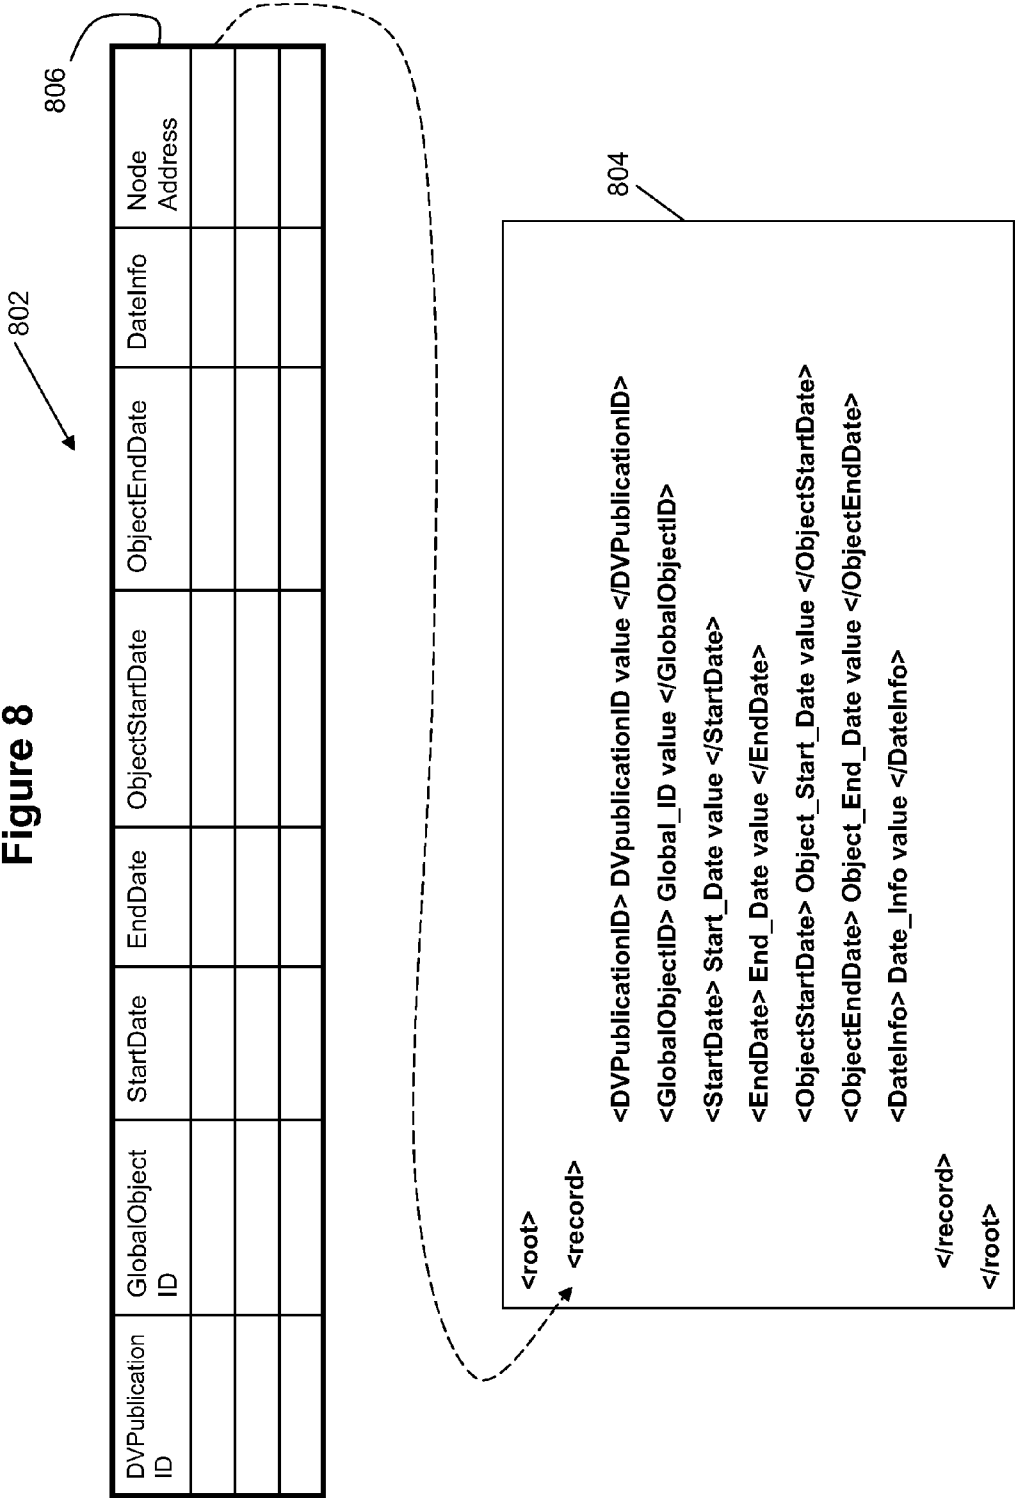 Figure 8
802
806
DVPublication
ID
GlobalObject
ID
StartDate
EndDate
ObjectStartDate
ObjectEndDate
DateInfo
Node
Address
804
<root>
<record>
<DVPublicationID> DVpublicationID value </DVPublicationID>
<GlobalObjectID> Global_ID value </GlobalObjectID>
<StartDate> Start_Date value </StartDate>
<EndDate> End_Date value </EndDate>
<ObjectStartDate> Object_Start_Date value </ObjectStartDate>
<ObjectEndDate> Object_End_Date value </ObjectEndDate>
<DateInfo> Date_Info value </DateInfo>
</record>
</root>